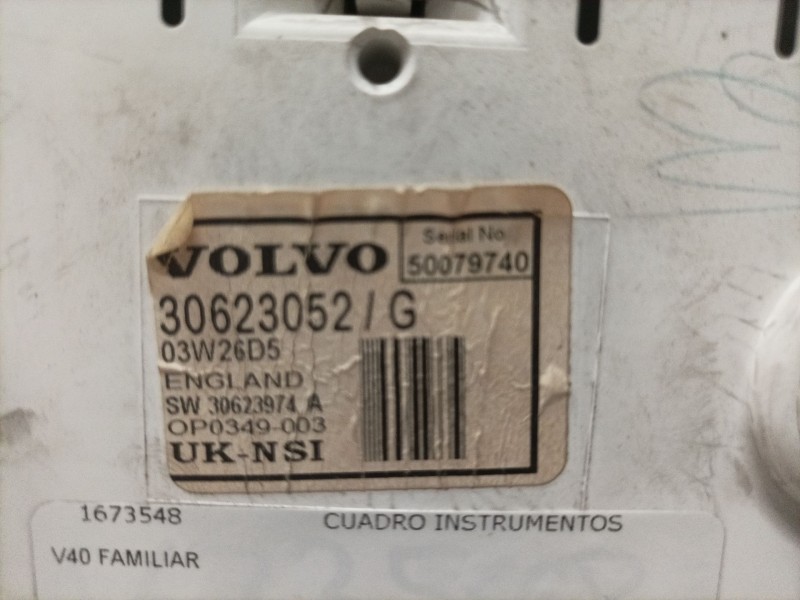 VOLVO
Serial No
50079740
30623052 / G
03W26D5
ENGLAND
SW 30623974 A
OP0349-003
UK-NSI
1673548 CUADRO INSTRUMENTOS
V40 FAMILIAR